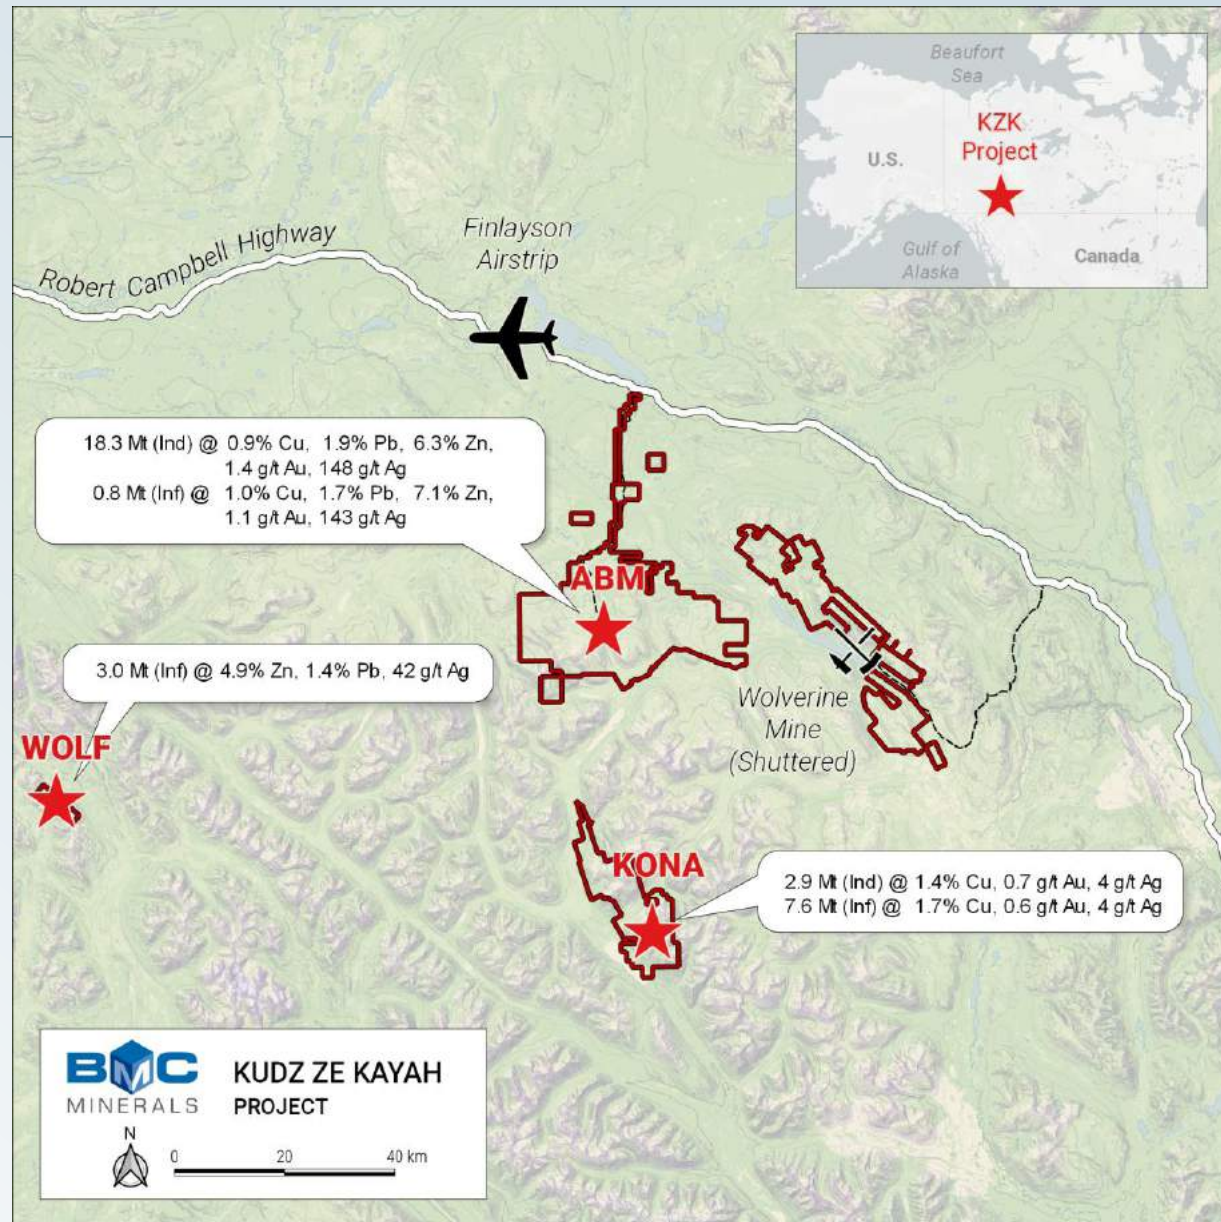 Beaufort
Sea
KZK
Project
U.S.
Gulf of
Alaska
Canada
Robert Campbell Highway
Finlayson
Airstrip
18.3 Mt (Ind) @ 0.9% Cu, 1.9% Pb, 6.3% Zn,
1.4 g/t Au, 148 g/t Ag
0.8 Mt (Inf) @ 1.0% Cu, 1.7% Pb, 7.1% Zn,
1.1 g/t Au, 143 g/t Ag
ABM
3.0 Mt (Inf) @ 4.9% Zn, 1.4% Pb, 42 g/t Ag
WOLF
Wolverine
Mine
(Shuttered)
KONA
2.9 Mt (Ind) @ 1.4% Cu, 0.7 g/t Au, 4 g/t Ag
7.6 Mt (Inf) @ 1.7% Cu, 0.6 g/t Au, 4 g/t Ag
BMC
MINERALS
KUDZ ZE KAYAH
PROJECT
N
0 20 40 km